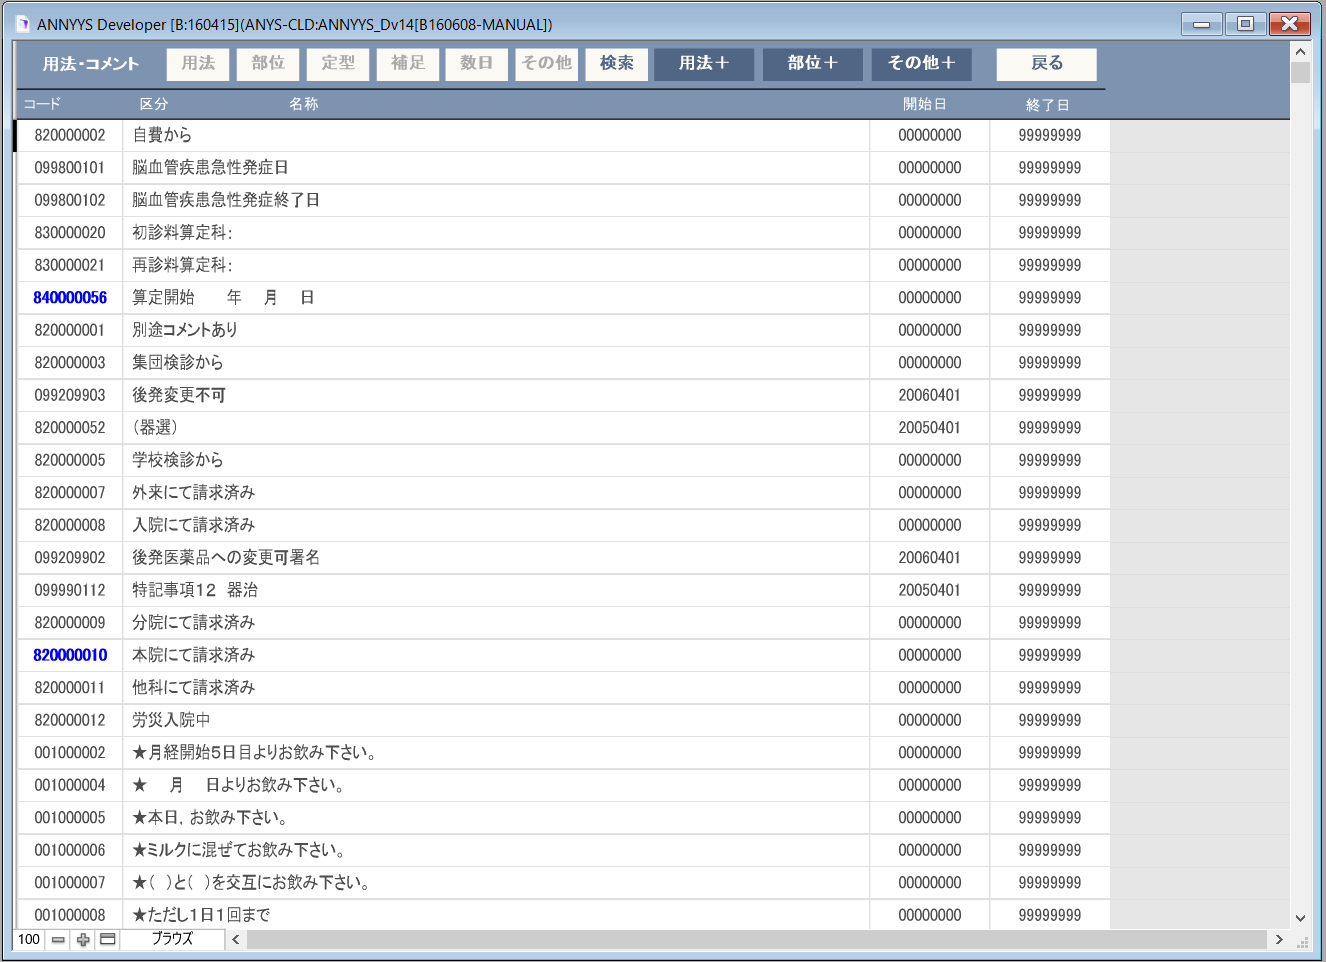 ANNYYS Developer [B:160415](ANYS-CLD:ANNYYS_Dv14[B160608-MANUAL])
用法・コメント 用法 部位 定型 補足 数日 その他 検索 用法＋ 部位＋ その他＋ 戻る
コード 区分 名称 開始日 終了日
820000002 自費から 00000000 99999999
099800101 脳血管疾患急性発症日 00000000 99999999
099800102 脳血管疾患急性発症終了日 00000000 99999999
830000020 初診料算定科： 00000000 99999999
830000021 再診料算定科： 00000000 99999999
840000056 算定開始　　年　月　日 00000000 99999999
820000001 別途コメントあり 00000000 99999999
820000003 集団検診から 00000000 99999999
099209903 後発変更不可 20060401 99999999
820000052 （器選） 20050401 99999999
820000005 学校検診から 00000000 99999999
820000007 外来にて請求済み 00000000 99999999
820000008 入院にて請求済み 00000000 99999999
099209902 後発医薬品への変更可署名 20060401 99999999
099990112 特記事項１２　器治 20050401 99999999
820000009 分院にて請求済み 00000000 99999999
820000010 本院にて請求済み 00000000 99999999
820000011 他科にて請求済み 00000000 99999999
820000012 労災入院中 00000000 99999999
001000002 ★月経開始５日目よりお飲み下さい。 00000000 99999999
001000004 ★　月　日よりお飲み下さい。 00000000 99999999
001000005 ★本日，お飲み下さい。 00000000 99999999
001000006 ★ミルクに混ぜてお飲み下さい。 00000000 99999999
001000007 ★（　）と（　）を交互にお飲み下さい。 00000000 99999999
001000008 ★ただし１日１回まで 00000000 99999999
100 ブラウズ